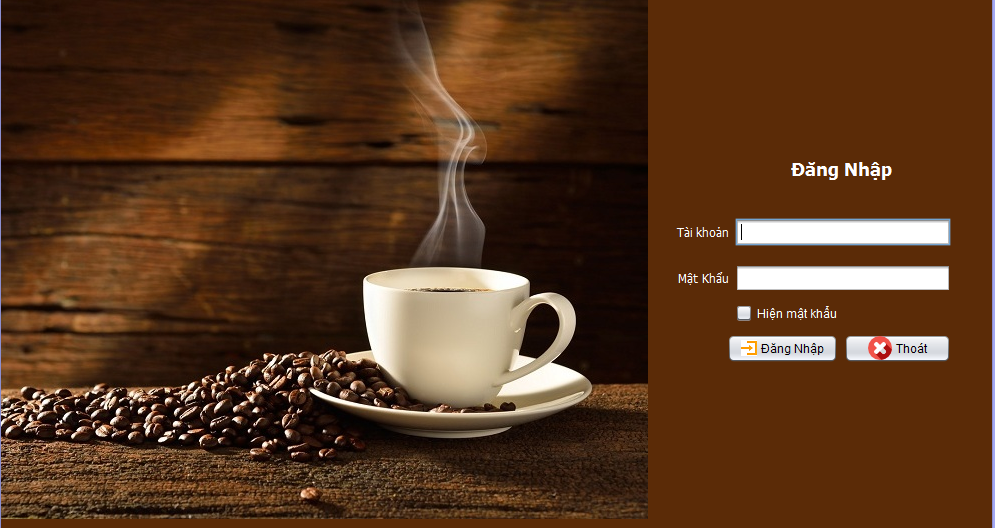 Đăng Nhập
Tài khoản
Mật Khẩu
Hiện mật khẩu
Đăng Nhập Thoát